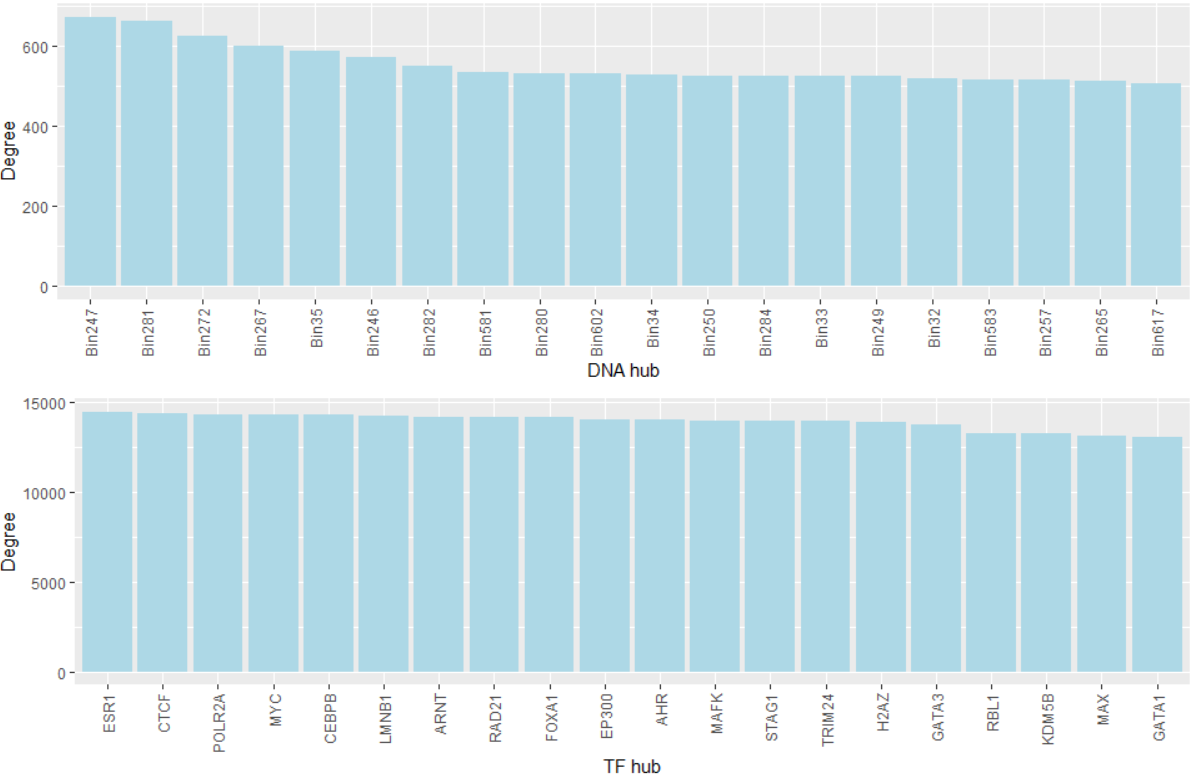 600
400
200
0
Degree
Bin247 Bin281 Bin272 Bin267 Bin35 Bin246 Bin282 Bin581 Bin280 Bin602 Bin34 Bin250 Bin284 Bin33 Bin249 Bin32 Bin583 Bin257 Bin265 Bin617
DNA hub
15000
10000
5000
0
Degree
ESR1 CTCF POLR2A MYC CEBPB LMNB1 ARNT RAD21 FOXA1 EP300 AHR MAFK STAG1 TRIM24 H2AZ GATA3 RBL1 KDM5B MAX GATA1
TF hub